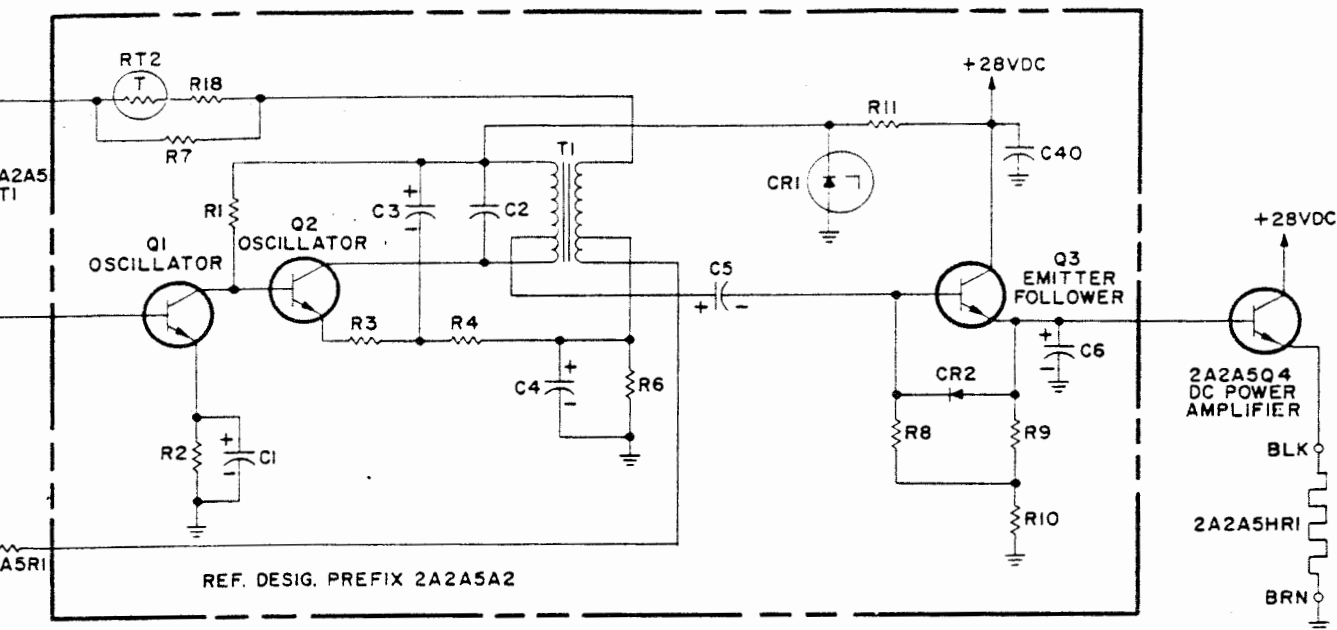 RT2
T
R18
R7
A2A5
T1
R1
Q1
OSCILLATOR
Q2
OSCILLATOR
+
C3
-
C2
T1
R3
R4
+
C4
-
R6
R2
+
C1
-
A5R1
REF. DESIG. PREFIX 2A2A5A2
+28VDC
R11
C40
CR1
C5
+
-
Q3
EMITTER
FOLLOWER
+
C6
-
CR2
R8
R9
R10
+28VDC
2A2A5Q4
DC POWER
AMPLIFIER
BLK
2A2A5HR1
BRN